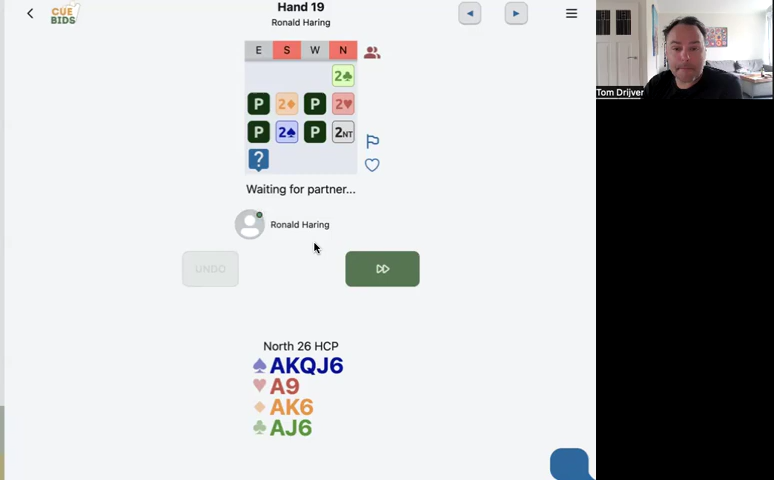 CUE
BIDS
Hand 19
Ronald Haring
E S W N
2♣
P 2♦ P 2♥
P 2♠ P 2NT
?
Waiting for partner...
Ronald Haring
UNDO
North 26 HCP
♠AKQJ6
♥A9
♦AK6
♣AJ6
Tom Drijver